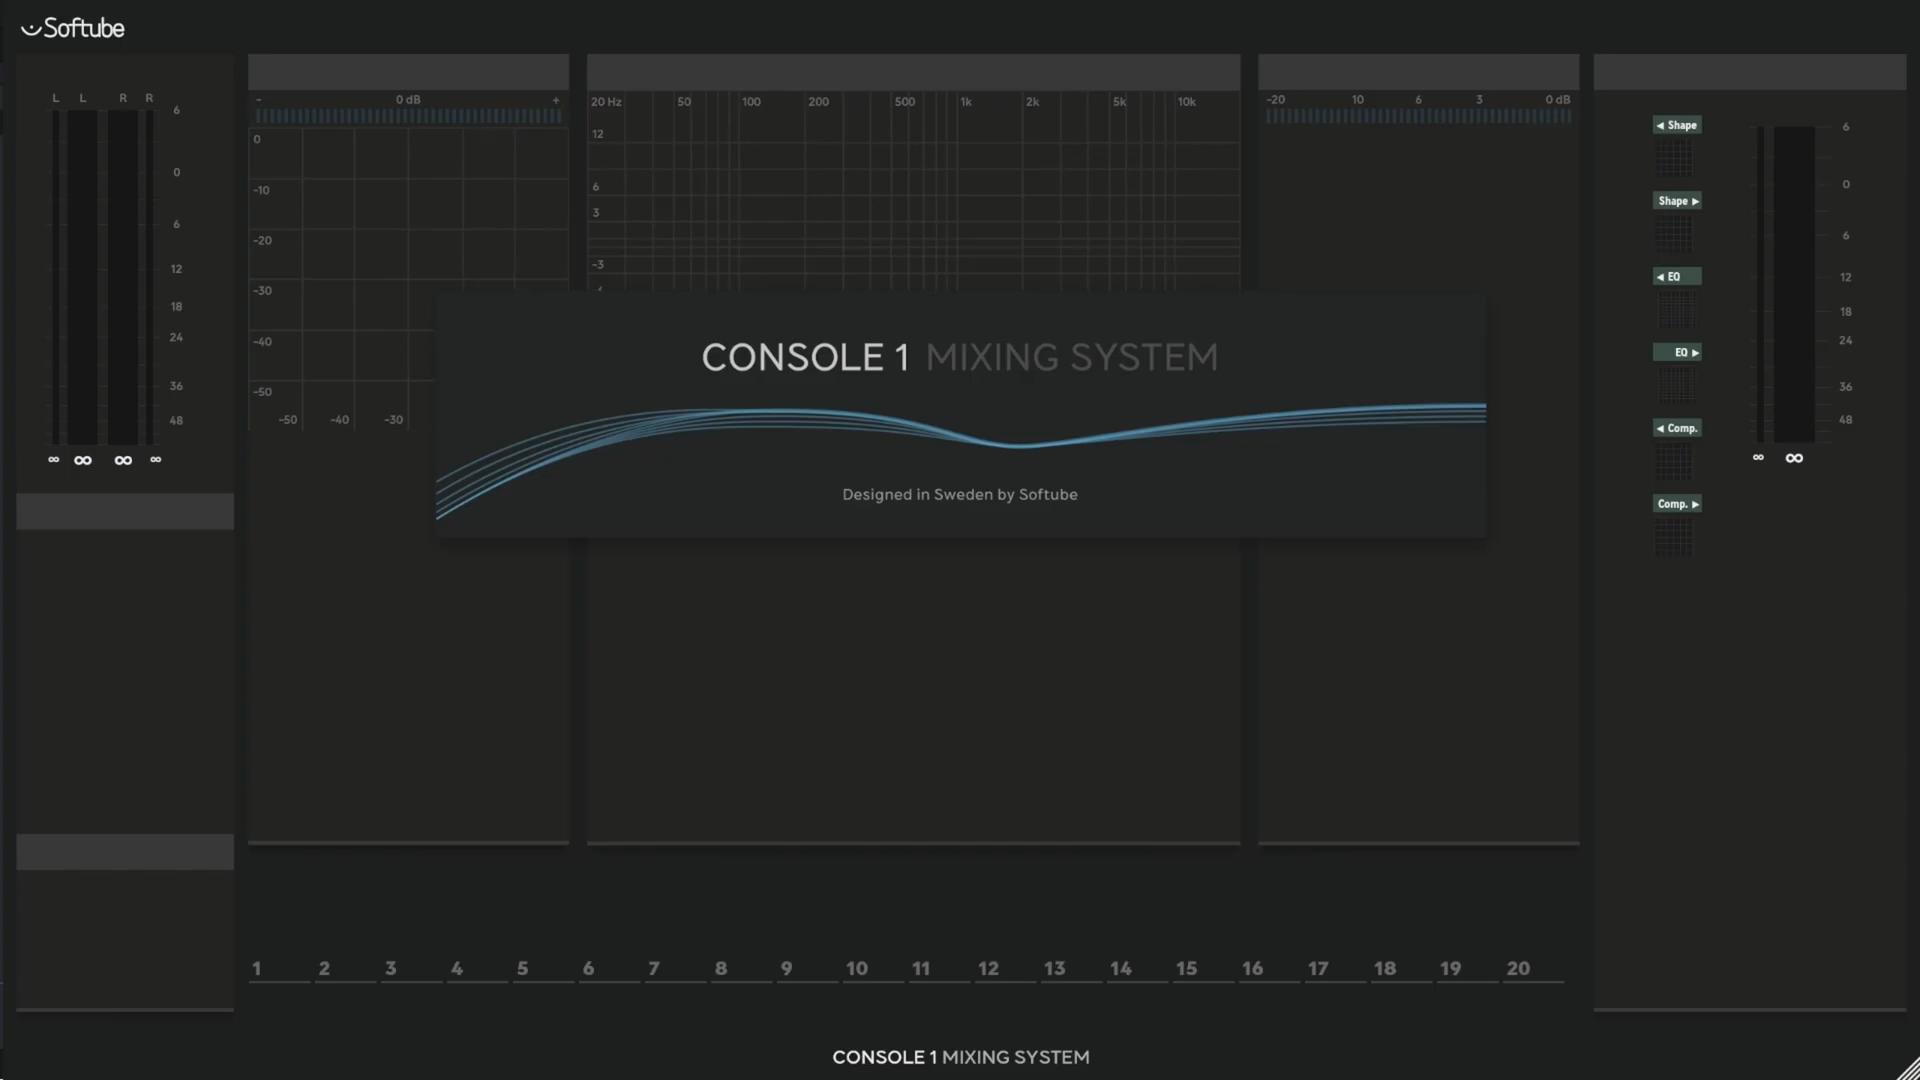 Softube
L L R R
6
0
6
12
18
24
36
48
∞ ∞ ∞ ∞
- 0 dB +
0
-10
-20
-30
-40
-50
-50 -40 -30
20 Hz 50 100 200 500 1k 2k 5k 10k
12
6
3
-3
-20 10 6 3 0 dB
◀ Shape
Shape ▶
◀ EQ
EQ ▶
◀ Comp.
Comp. ▶
6
0
6
12
18
24
36
48
∞ ∞
CONSOLE 1 MIXING SYSTEM
Designed in Sweden by Softube
1 2 3 4 5 6 7 8 9 10 11 12 13 14 15 16 17 18 19 20
CONSOLE 1 MIXING SYSTEM